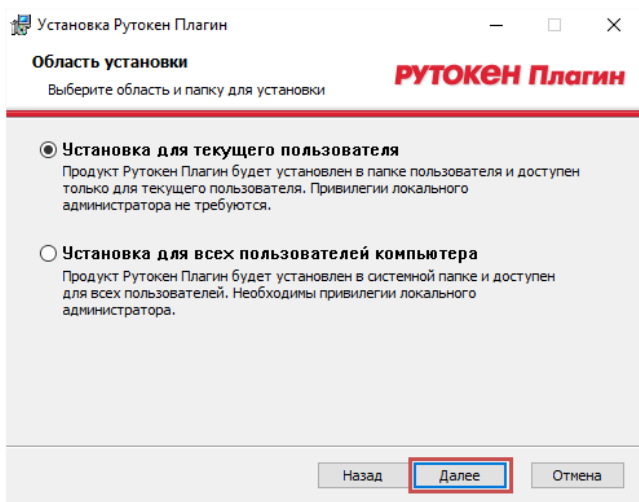 Установка Рутокен Плагин
Область установки
Выберите область и папку для установки
РУТОКЕН Плагин
Установка для текущего пользователя
Продукт Рутокен Плагин будет установлен в папке пользователя и доступен
только для текущего пользователя. Привилегии локального
администратора не требуются.
Установка для всех пользователей компьютера
Продукт Рутокен Плагин будет установлен в системной папке и доступен
для всех пользователей. Необходимы привилегии локального
администратора.
Назад Далее Отмена